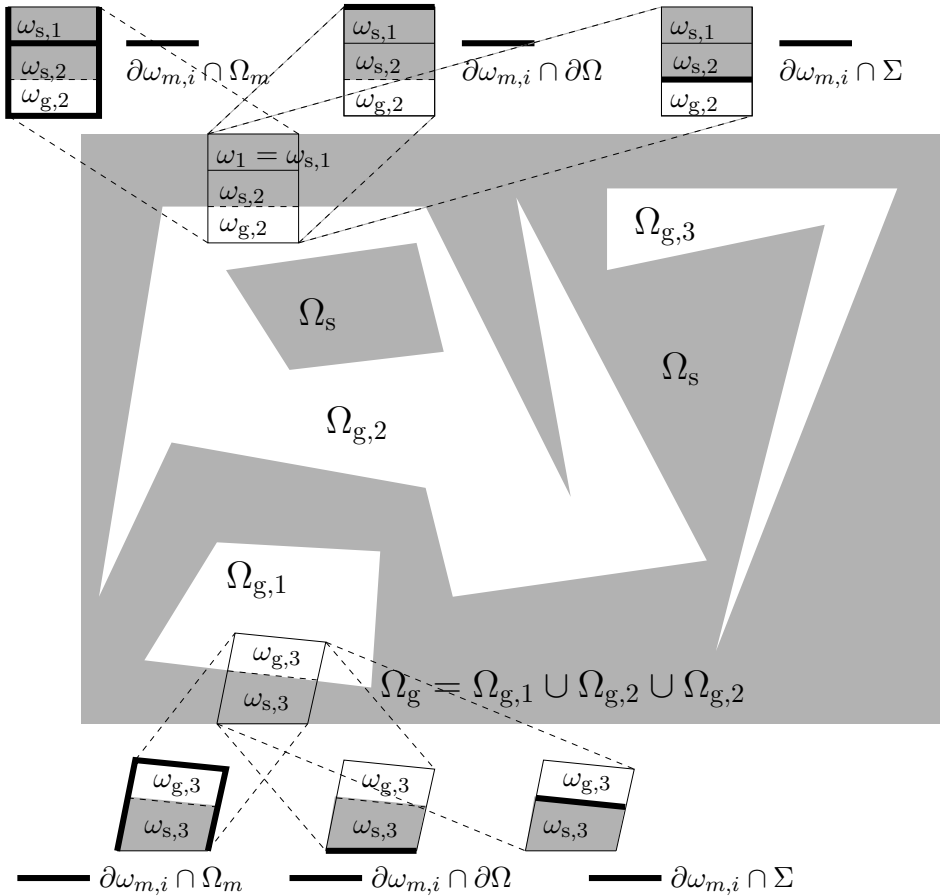 ω_{s,1} ω_{s,1} ω_{s,1}
ω_{s,2} ∂ω_{m,i} ∩ Ω_m ω_{s,2} ∂ω_{m,i} ∩ ∂Ω ω_{s,2} ∂ω_{m,i} ∩ Σ
ω_{g,2} ω_{g,2} ω_{g,2}
ω_1 = ω_{s,1}
ω_{s,2}
ω_{g,2} Ω_{g,3}
Ω_s
Ω_s
Ω_{g,2}
Ω_{g,1}
ω_{g,3}
ω_{s,3} Ω_g = Ω_{g,1} ∪ Ω_{g,2} ∪ Ω_{g,2}
ω_{g,3} ω_{g,3} ω_{g,3}
ω_{s,3} ω_{s,3} ω_{s,3}
∂ω_{m,i} ∩ Ω_m ∂ω_{m,i} ∩ ∂Ω ∂ω_{m,i} ∩ Σ